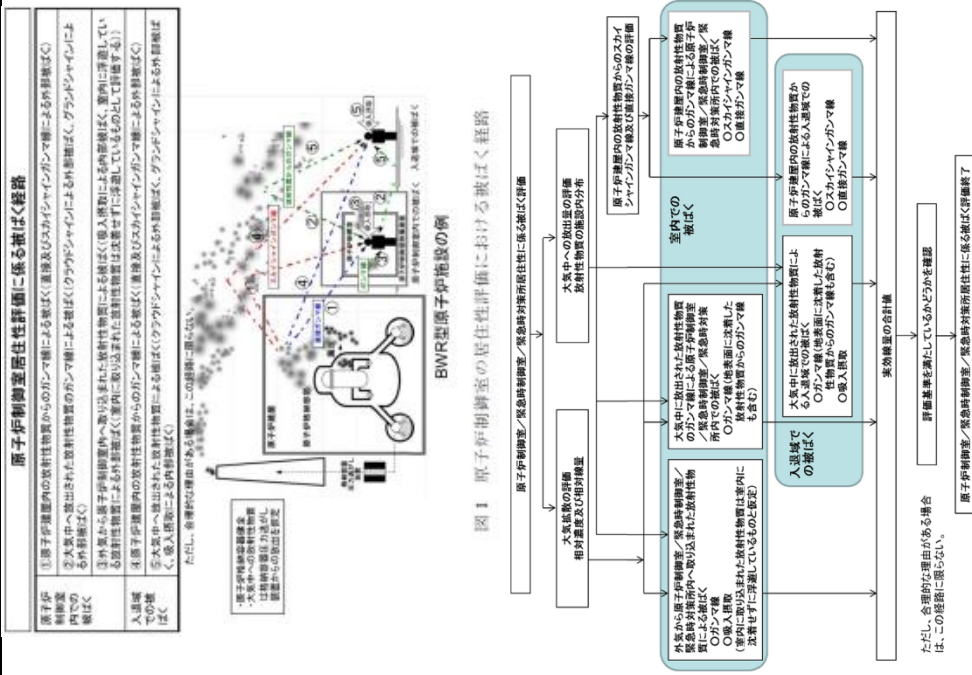 原子炉制御室居住性評価に係る被ばく経路
原子炉
制御室
内での
被ばく
①原子炉建屋内の放射性物質からのガンマ線による被ばく(直接及びスカイシャインガンマ線による外部被ばく)
②大気中へ放出された放射性物質のガンマ線による被ばく(クラウドシャインによる外部被ばく、グランドシャインによ
る外部被ばく)
③外気から原子炉制御室内へ取り込まれた放射性物質による被ばく(吸入摂取による内部被ばく、室内に浮遊してい
る放射性物質による外部被ばく(室内に取り込まれた放射性物質は沈着せずに浮遊しているものとして評価する))
入退域
での被
ばく
④原子炉建屋内の放射性物質からのガンマ線による被ばく(直接及びスカイシャインガンマ線による外部被ばく)
⑤大気中へ放出された放射性物質による被ばく(クラウドシャインによる外部被ばく、グランドシャインによる外部被ば
く、吸入摂取による内部被ばく)
ただし、合理的な理由がある場合は、この経路に限らない。
原子炉建屋
原子炉格納容器
①
②
③
④
⑤
原子炉制御室内での被ばく
入退域での被ばく
BWR型原子炉施設の例
図1 原子炉制御室の居住性評価における被ばく経路
原子炉制御室/緊急時制御室/緊急時対策所居住性に係る被ばく評価
大気拡散の評価
相対濃度及び相対線量
大気中への放出量の評価
放射性物質の施設内分布
原子炉建屋内の放射性物質からのスカイ
シャインガンマ線及び直接ガンマ線の評価
室内での
被ばく
外気から原子炉制御室/緊急時制御室/
緊急時対策所内へ取り込まれた放射性物
質による被ばく
○ガンマ線
○吸入摂取
(室内に取り込まれた放射性物質は室内に
沈着せずに浮遊しているものと仮定)
大気中に放出された放射性物質
のガンマ線による原子炉制御室
/緊急時制御室/緊急時対策
所内での被ばく
○ガンマ線(地表面に沈着した
放射性物質からのガンマ線
も含む)
原子炉建屋内の放射性物質
からのガンマ線による原子炉
制御室/緊急時制御室/緊
急時対策所内での被ばく
○スカイシャインガンマ線
○直接ガンマ線
入退域で
の被ばく
大気中に放出された放射性物質によ
る入退域での被ばく
○ガンマ線(地表面に沈着した放射
性物質からのガンマ線も含む)
○吸入摂取
原子炉建屋内の放射性物質か
らのガンマ線による入退域での
被ばく
○スカイシャインガンマ線
○直接ガンマ線
実効線量の合計値
評価基準を満たしているかどうかを確認
原子炉制御室/緊急時制御室/緊急時対策所居住性に係る被ばく評価終了
ただし、合理的な理由がある場合
は、この経路に限らない。